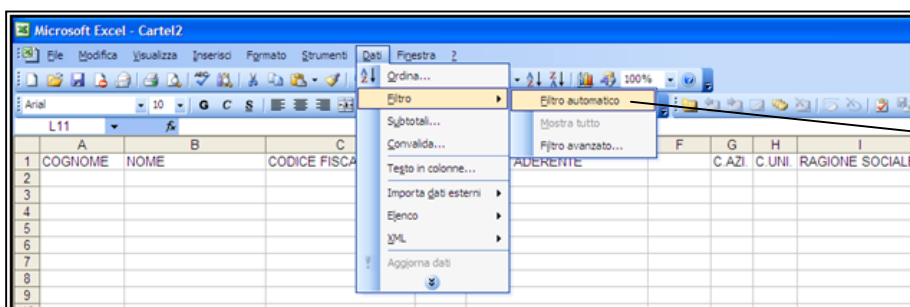 Microsoft Excel - Cartel2
File Modifica Visualizza Inserisci Formato Strumenti Dati Finestra ?
Ordina...
100%
Arial 10 G C S
Filtro
Filtro automatico
L11 fx
Subtotali...
Mostra tutto
Convalida...
Filtro avanzato...
A B C F G H I
1 COGNOME NOME CODICE FISCA ADERENTE C.AZI. C.UNI. RAGIONE SOCIALE
Testo in colonne...
2
3 Importa dati esterni
4 Elenco
5
6 XML
7 Aggiorna dati
8
9